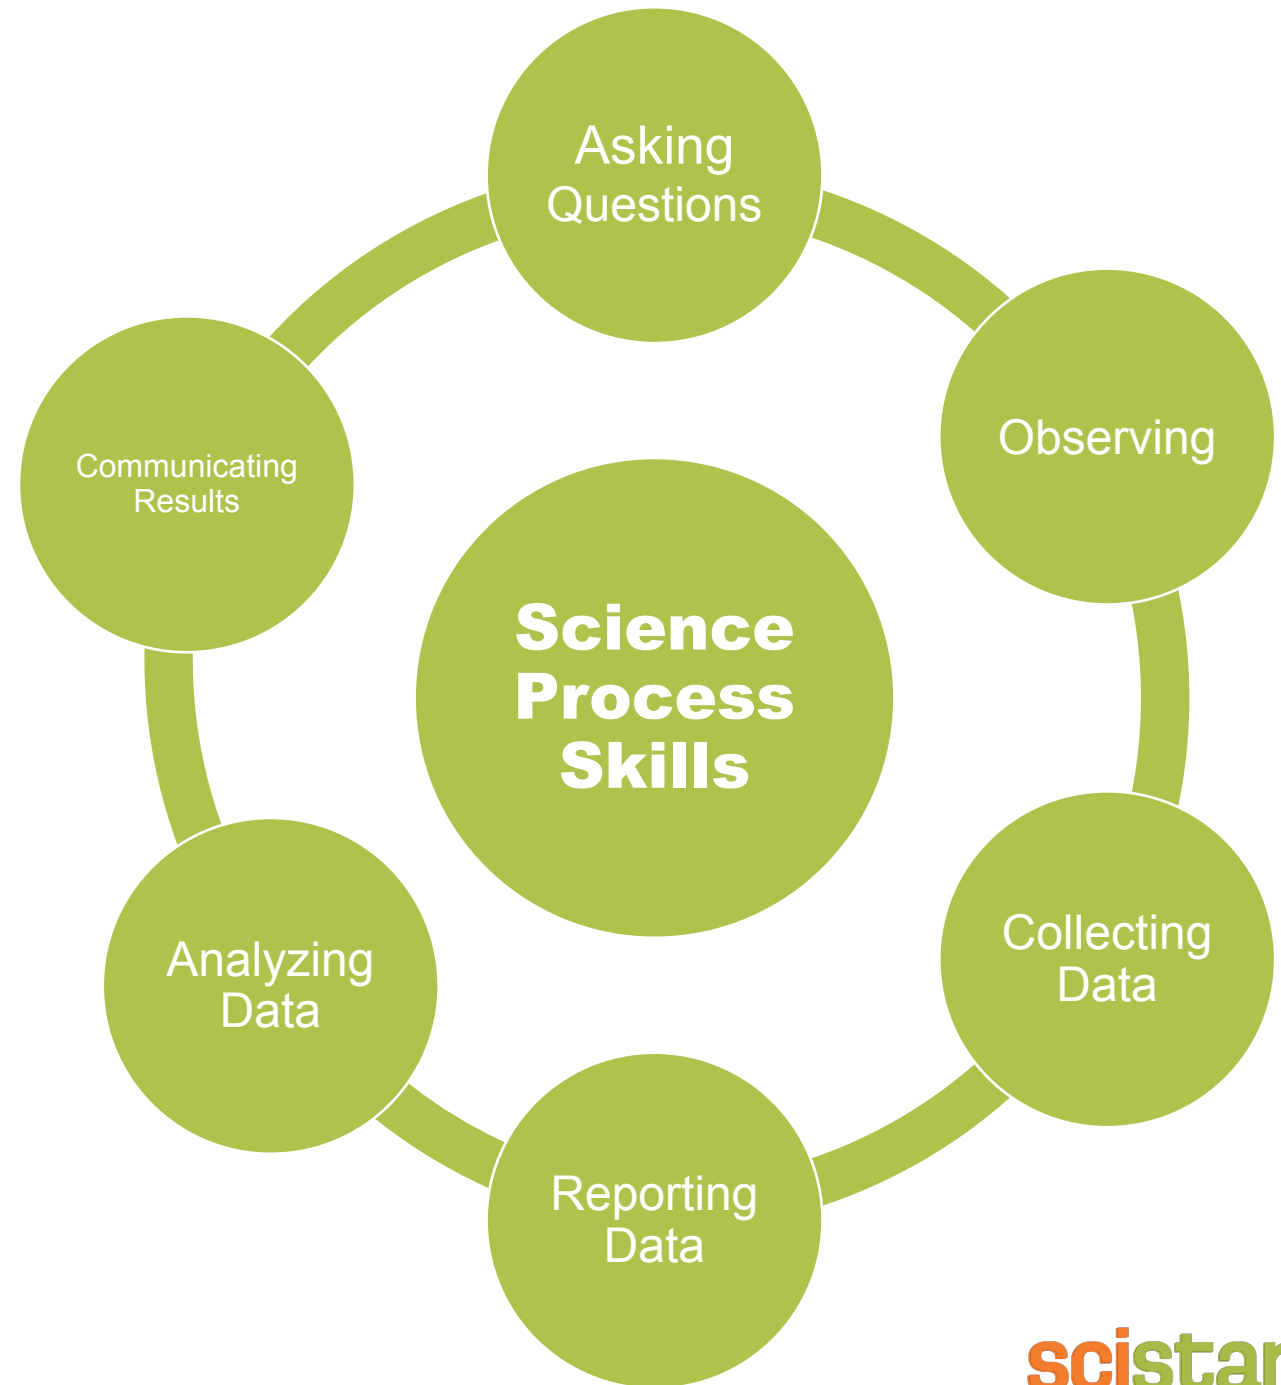 Asking
Questions
Observing
Collecting
Data
Reporting
Data
Analyzing
Data
Communicating
Results
Science
Process
Skills
scistar